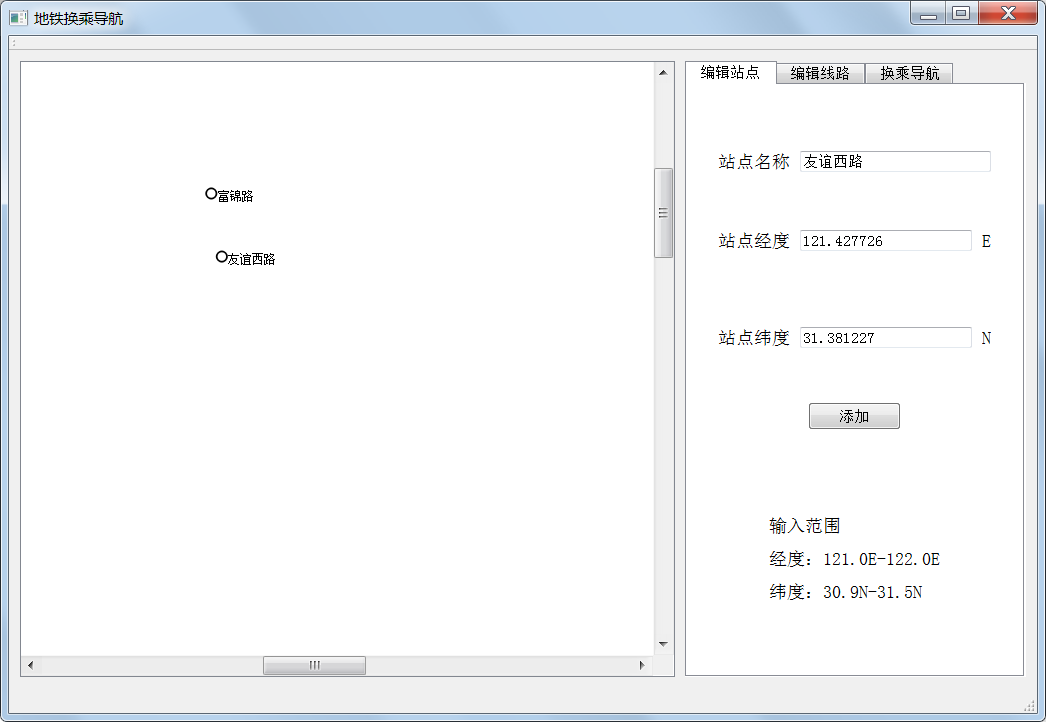 地铁换乘导航
编辑站点 编辑线路 换乘导航
富锦路
友谊西路
站点名称 友谊西路
站点经度 121.427726 E
站点纬度 31.381227 N
添加
输入范围
经度：121.0E-122.0E
纬度：30.9N-31.5N